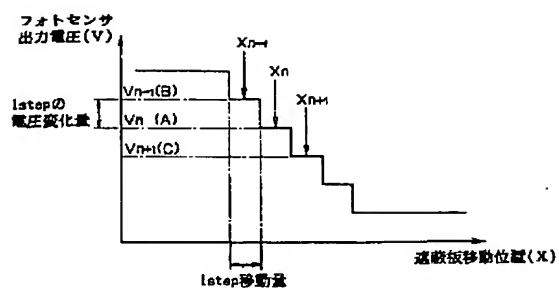 フォトセンサ
出力電圧(V)
Xn-1
Xn
Xn+1
Vn-1(B)
1stepの
電圧変化量
Vn (A)
Vn+1(C)
遮蔽板移動位置(X)
1step移動量